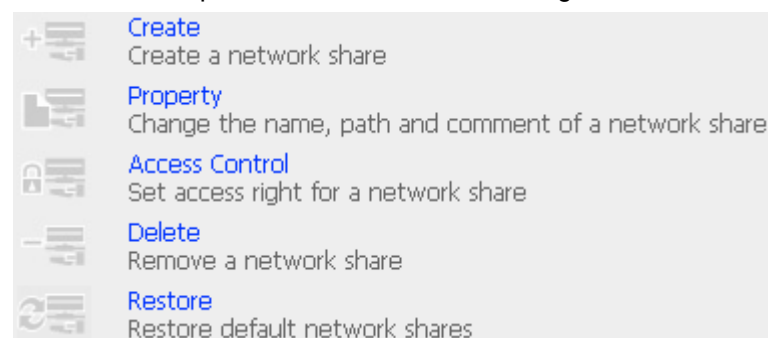 Create
Create a network share
Property
Change the name, path and comment of a network share
Access Control
Set access right for a network share
Delete
Remove a network share
Restore
Restore default network shares